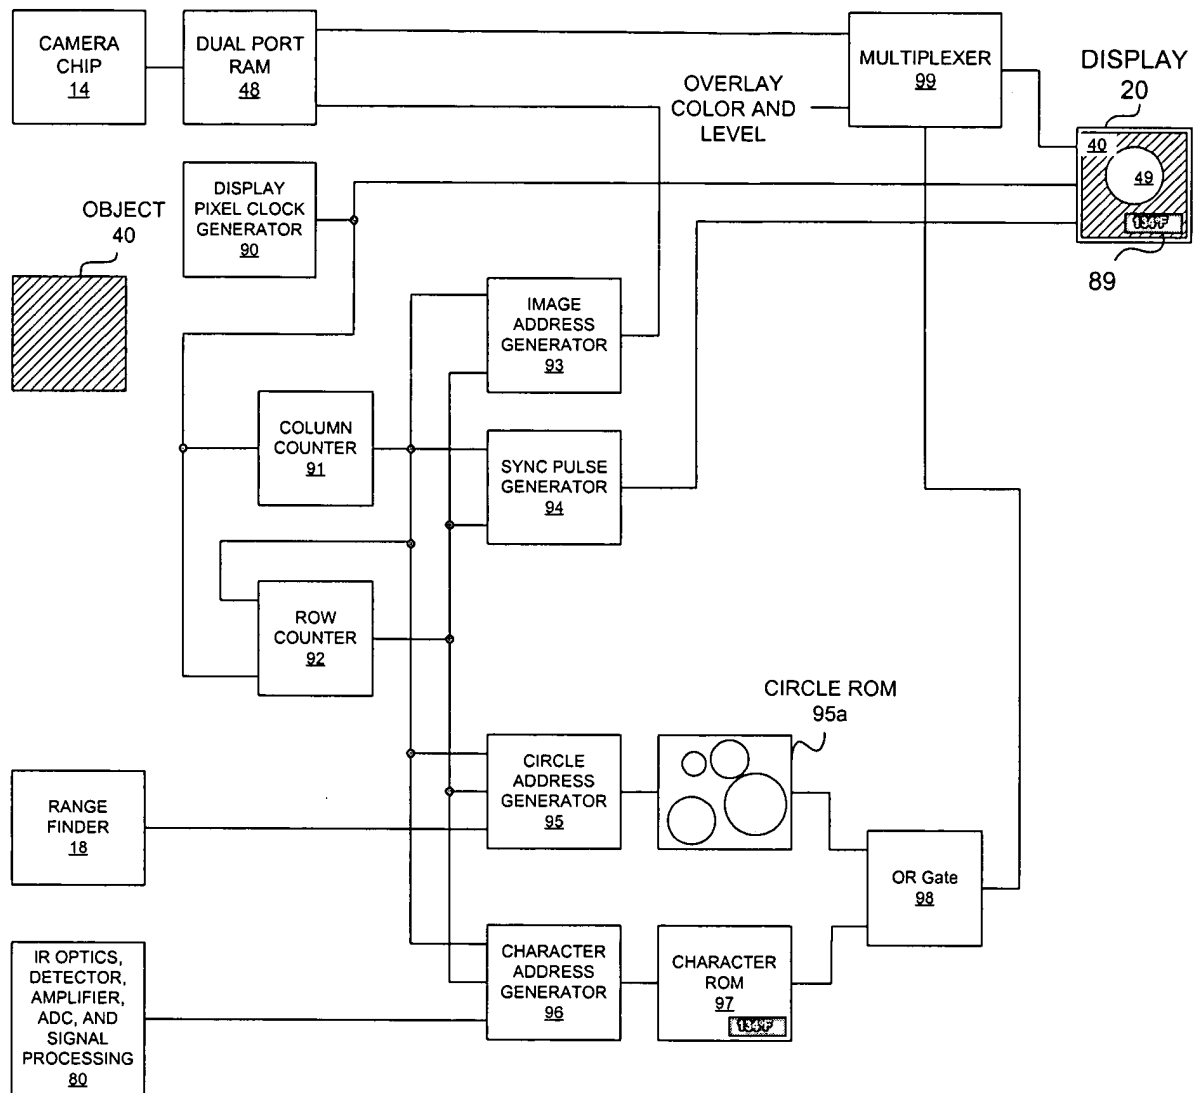 CAMERA
CHIP
14
DUAL PORT
RAM
48
MULTIPLEXER
99
OVERLAY
COLOR AND
LEVEL
DISPLAY
20
40
49
134°F
89
DISPLAY
PIXEL CLOCK
GENERATOR
90
OBJECT
40
IMAGE
ADDRESS
GENERATOR
93
COLUMN
COUNTER
91
SYNC PULSE
GENERATOR
94
ROW
COUNTER
92
CIRCLE ROM
95a
CIRCLE
ADDRESS
GENERATOR
95
RANGE
FINDER
18
OR Gate
98
IR OPTICS,
DETECTOR,
AMPLIFIER,
ADC, AND
SIGNAL
PROCESSING
80
CHARACTER
ADDRESS
GENERATOR
96
CHARACTER
ROM
97
134°F